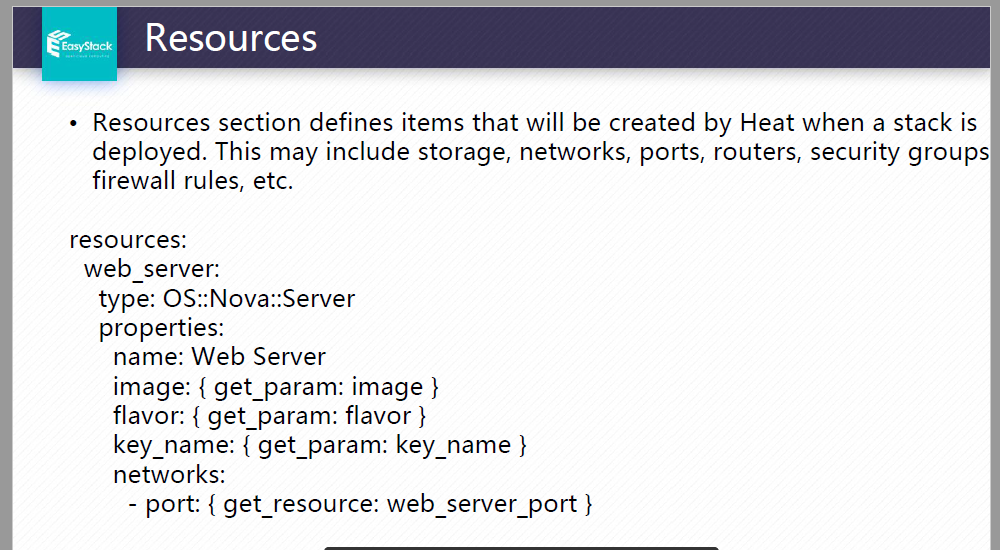 EasyStack
Resources
• Resources section defines items that will be created by Heat when a stack is
deployed. This may include storage, networks, ports, routers, security groups
firewall rules, etc.
resources:
web_server:
type: OS::Nova::Server
properties:
name: Web Server
image: { get_param: image }
flavor: { get_param: flavor }
key_name: { get_param: key_name }
networks:
- port: { get_resource: web_server_port }